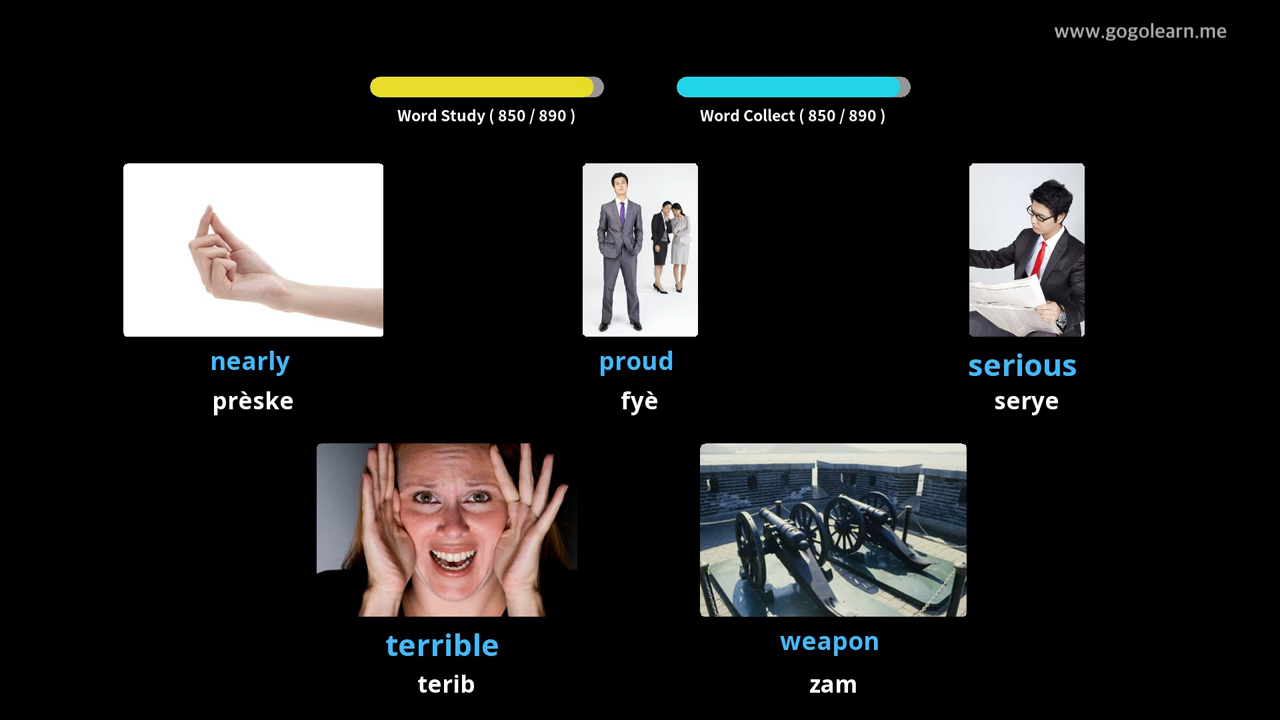 www.gogolearn.me
Word Study ( 850 / 890 )
Word Collect ( 850 / 890 )
nearly
prèske
proud
fyè
serious
serye
terrible
terib
weapon
zam